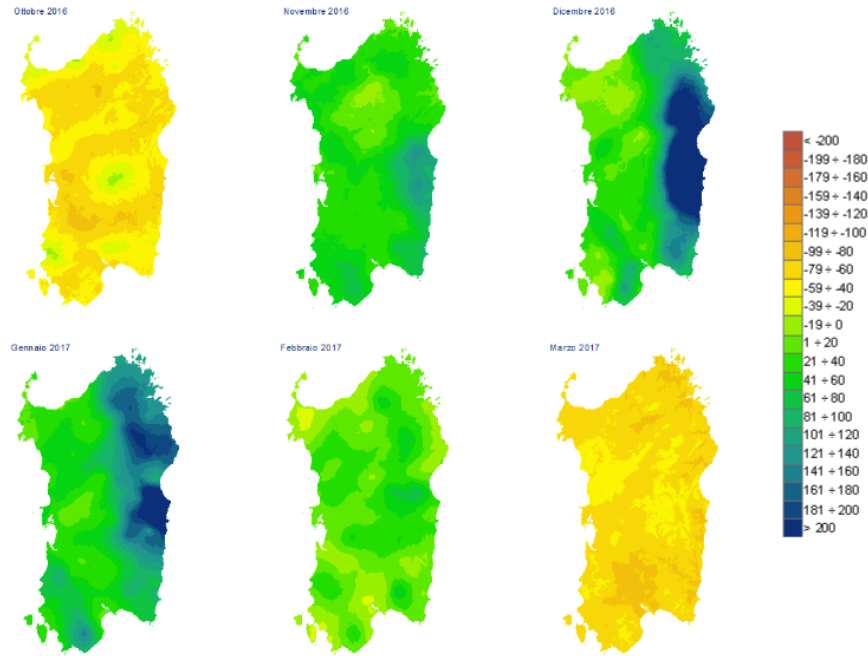 Ottobre 2016
Novembre 2016
Dicembre 2016
< -200
-199 ÷ -180
-179 ÷ -160
-159 ÷ -140
-139 ÷ -120
-119 ÷ -100
-99 ÷ -80
-79 ÷ -60
-59 ÷ -40
-39 ÷ -20
-19 ÷ 0
1 ÷ 20
21 ÷ 40
41 ÷ 60
61 ÷ 80
81 ÷ 100
101 ÷ 120
121 ÷ 140
141 ÷ 160
161 ÷ 180
181 ÷ 200
> 200
Gennaio 2017
Febbraio 2017
Marzo 2017